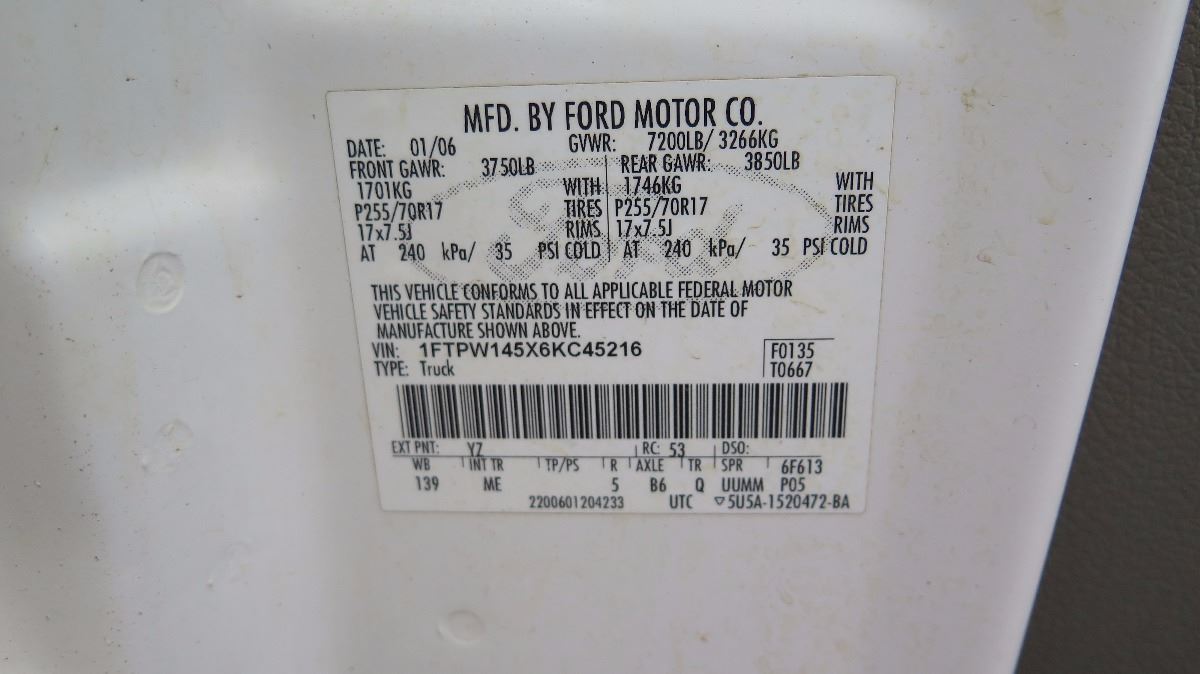 MFD. BY FORD MOTOR CO.
DATE: 01/06 GVWR: 7200LB/ 3266KG
FRONT GAWR: 3750LB REAR GAWR: 3850LB
1701KG WITH 1746KG WITH
P255/70R17 TIRES P255/70R17 TIRES
17x7.5J RIMS 17x7.5J RIMS
AT 240 kPa/ 35 PSI COLD AT 240 kPa/ 35 PSI COLD
Ford
THIS VEHICLE CONFORMS TO ALL APPLICABLE FEDERAL MOTOR
VEHICLE SAFETY STANDARDS IN EFFECT ON THE DATE OF
MANUFACTURE SHOWN ABOVE.
VIN: 1FTPW145X6KC45216 F0135
TYPE: Truck T0667
EXT PNT: YZ RC: 53 DSO:
WB INT TR TP/PS R AXLE TR SPR 6F613
139 ME 5 B6 Q UUMM P05
2200601204233 UTC ▽5U5A-1520472-BA